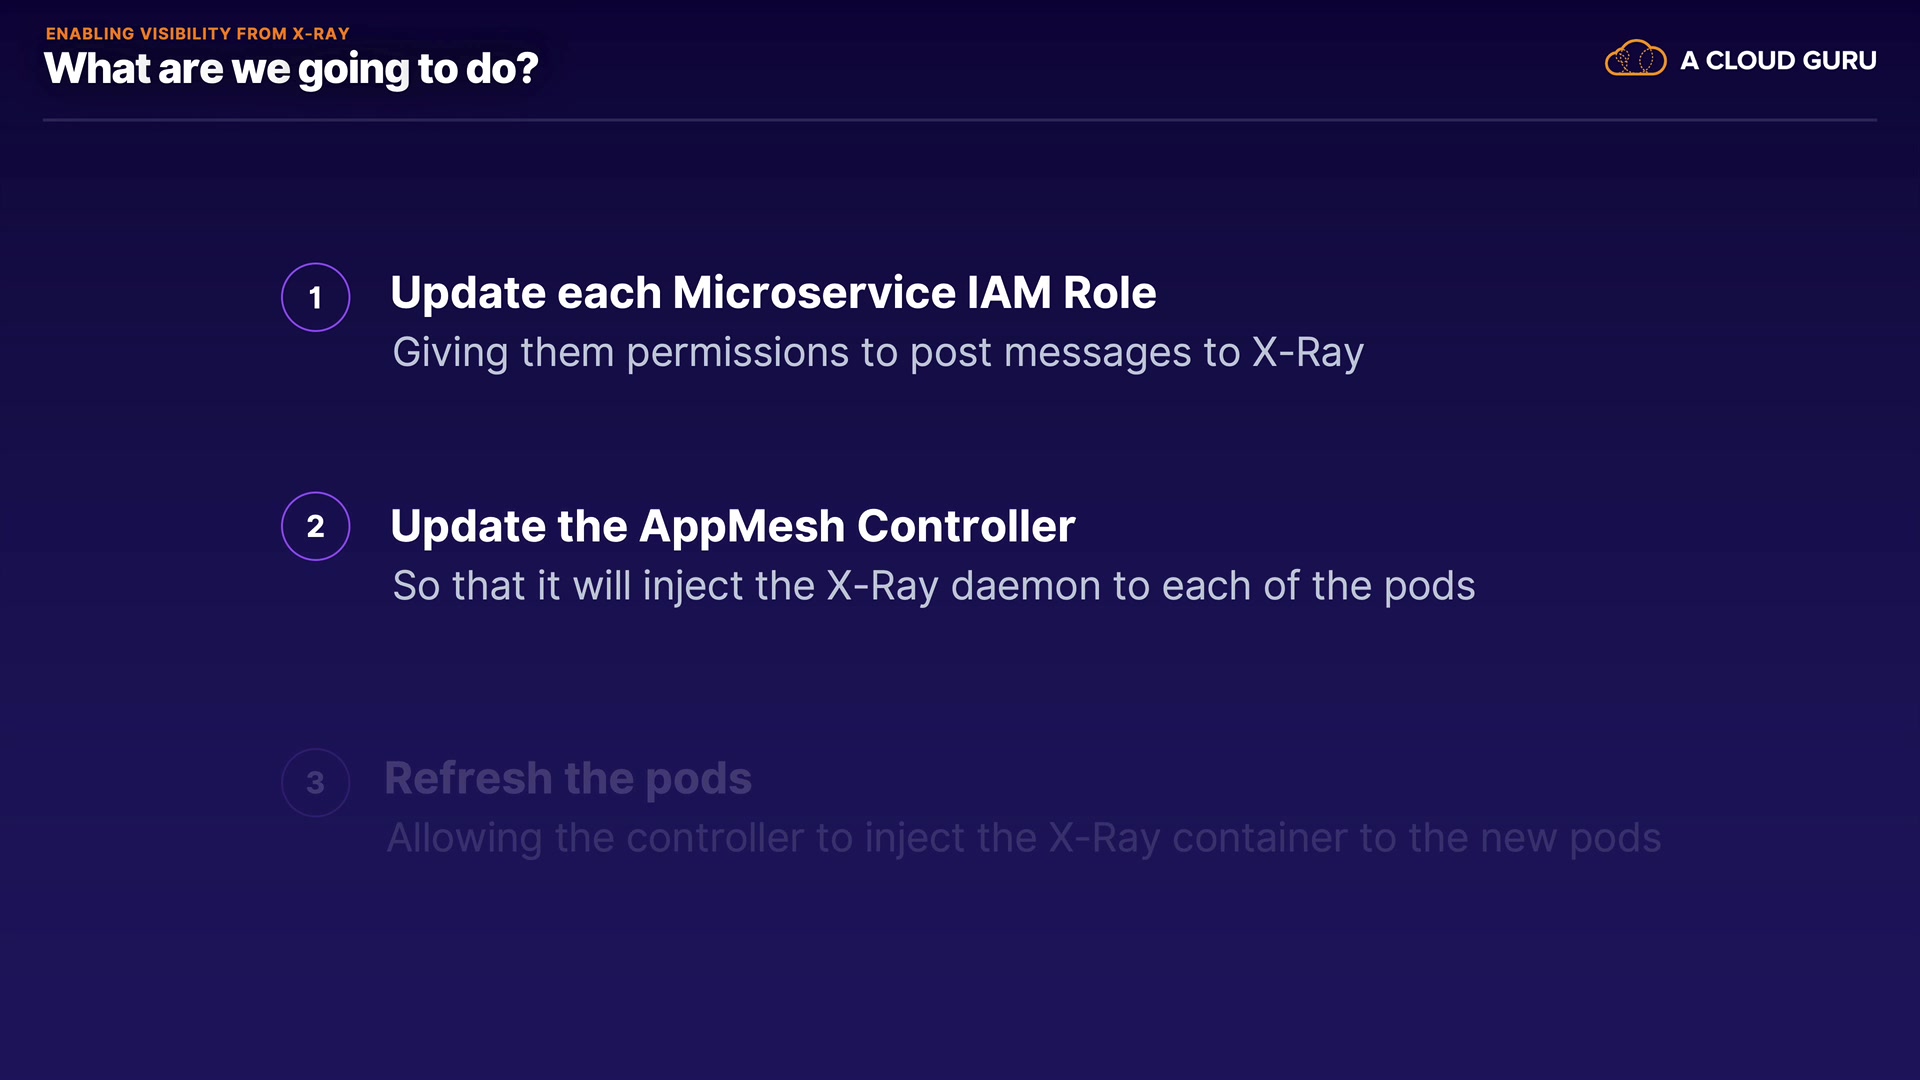 ENABLING VISIBILITY FROM X-RAY
What are we going to do?
A CLOUD GURU
1
Update each Microservice IAM Role
Giving them permissions to post messages to X-Ray
2
Update the AppMesh Controller
So that it will inject the X-Ray daemon to each of the pods
3
Refresh the pods
Allowing the controller to inject the X-Ray container to the new pods